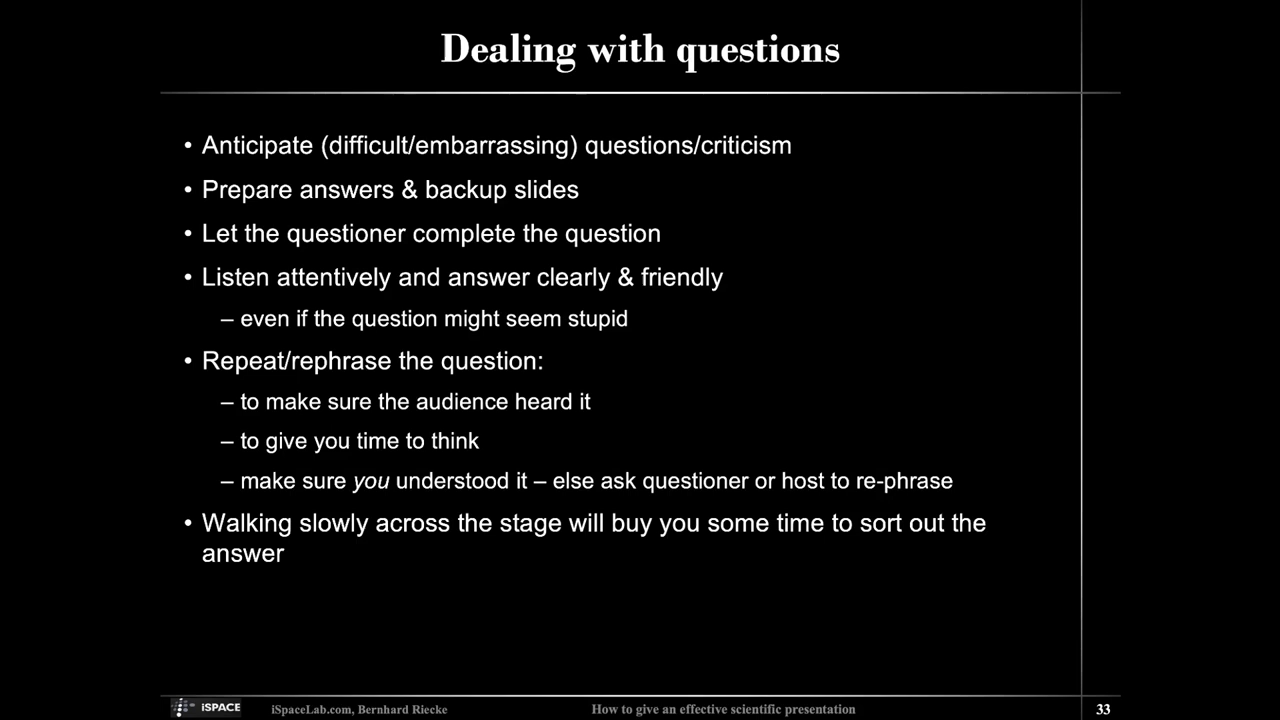 Dealing with questions
• Anticipate (difficult/embarrassing) questions/criticism
• Prepare answers & backup slides
• Let the questioner complete the question
• Listen attentively and answer clearly & friendly
– even if the question might seem stupid
• Repeat/rephrase the question:
– to make sure the audience heard it
– to give you time to think
– make sure you understood it – else ask questioner or host to re-phrase
• Walking slowly across the stage will buy you some time to sort out the
answer
iSPACE iSpaceLab.com, Bernhard Riecke How to give an effective scientific presentation 33